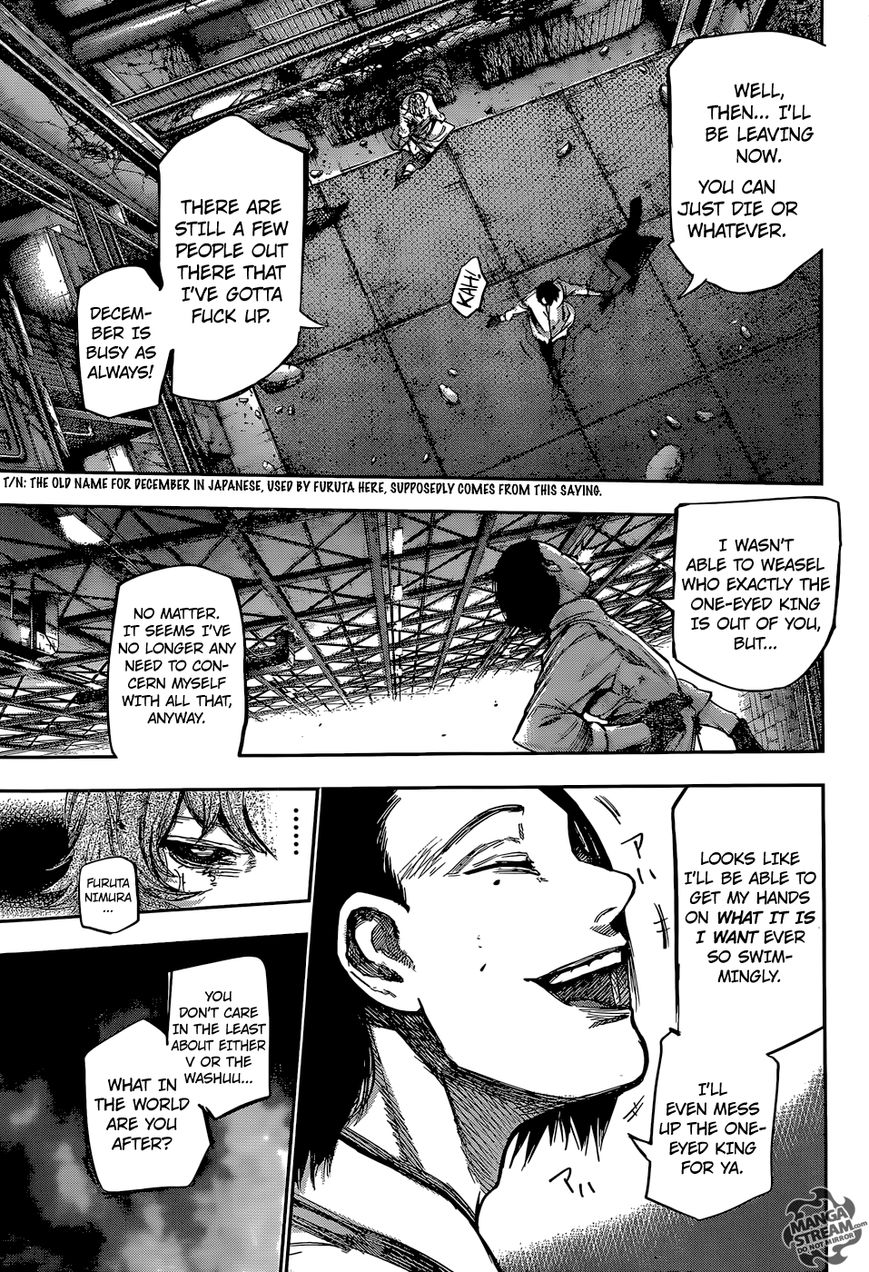 WELL,
THEN... I'LL
BE LEAVING
NOW.
YOU CAN
JUST DIE OR
WHATEVER.
KAH!
THERE ARE
STILL A FEW
PEOPLE OUT
THERE THAT
I'VE GOTTA
FUCK UP.
DECEM-
BER IS
BUSY AS
ALWAYS!
T/N: THE OLD NAME FOR DECEMBER IN JAPANESE, USED BY FURUTA HERE, SUPPOSEDLY COMES FROM THIS SAYING.
I WASN'T
ABLE TO WEASEL
WHO EXACTLY THE
ONE-EYED KING
IS OUT OF YOU,
BUT...
NO MATTER.
IT SEEMS I'VE
NO LONGER ANY
NEED TO CON-
CERN MYSELF
WITH ALL THAT,
ANYWAY.
LOOKS LIKE
I'LL BE ABLE TO
GET MY HANDS
ON WHAT IT IS
I WANT EVER
SO SWIM-
MINGLY.
アハ
I'LL
EVEN MESS
UP THE ONE-
EYED KING
FOR YA.
アハ
FURUTA
NIMURA
...
YOU
DON'T CARE
IN THE LEAST
ABOUT EITHER
V OR THE
WASHUU...
WHAT IN
THE WORLD
ARE YOU
AFTER?
MANGA
STREAM.com
DO NOT MIRROR